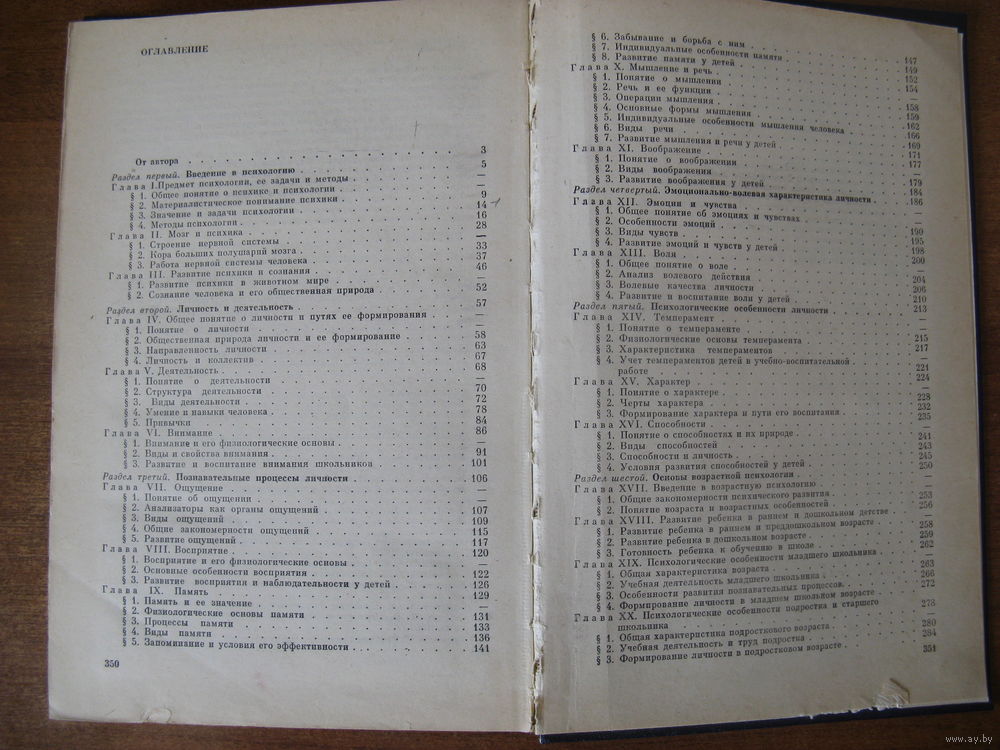 ОГЛАВЛЕНИЕ
От автора 3
Раздел первый. Введение в психологию 5
Глава I. Предмет психологии, ее задачи и методы —
§ 1. Общее понятие о психике и психологии —
§ 2. Материалистическое понимание психики 9
§ 3. Значение и задачи психологии 14
§ 4. Методы психологии 16
Глава II. Мозг и психика 28
§ 1. Строение нервной системы —
§ 2. Кора больших полушарий мозга 33
§ 3. Работа нервной системы человека 37
Глава III. Развитие психики и сознания 46
§ 1. Развитие психики в животном мире —
§ 2. Сознание человека и его общественная природа 52
Раздел второй. Личность и деятельность 57
Глава IV. Общее понятие о личности и путях ее формирования —
§ 1. Понятие о личности —
§ 2. Общественная природа личности и ее формирование 58
§ 3. Направленность личности 63
§ 4. Личность и коллектив 67
Глава V. Деятельность 68
§ 1. Понятие о деятельности —
§ 2. Структура деятельности 70
§ 3. Виды деятельности 72
§ 4. Умение и навыки человека 78
§ 5. Привычки 84
Глава VI. Внимание 86
§ 1. Внимание и его физиологические основы —
§ 2. Виды и свойства внимания 91
§ 3. Развитие и воспитание внимания школьников 101
Раздел третий. Познавательные процессы личности 106
Глава VII. Ощущение —
§ 1. Понятие об ощущении —
§ 2. Анализаторы как органы ощущений 107
§ 3. Виды ощущений 109
§ 4. Общие закономерности ощущений 115
§ 5. Развитие ощущений 117
Глава VIII. Восприятие 120
§ 1. Восприятие и его физиологические основы —
§ 2. Основные особенности восприятия 122
§ 3. Развитие восприятия и наблюдательности у детей 126
Глава IX. Память 129
§ 1. Память и ее значение —
§ 2. Физиологические основы памяти 131
§ 3. Процессы памяти 133
§ 4. Виды памяти 136
§ 5. Запоминание и условия его эффективности 141
350
§ 6. Забывание и борьба с ним 147
§ 7. Индивидуальные особенности памяти 149
§ 8. Развитие памяти у детей 152
Глава X. Мышление и речь 154
§ 1. Понятие о мышлении —
§ 2. Речь и ее функции 158
§ 3. Операции мышления 159
§ 4. Основные формы мышления 162
§ 5. Индивидуальные особенности мышления человека 166
§ 6. Виды речи 169
§ 7. Развитие мышления и речи у детей 171
Глава XI. Воображение 177
§ 1. Понятие о воображении —
§ 2. Виды воображения 179
§ 3. Развитие воображения у детей 184
Раздел четвертый. Эмоционально-волевая характеристика личности 186
Глава XII. Эмоции и чувства —
§ 1. Общее понятие об эмоциях и чувствах —
§ 2. Особенности эмоций 190
§ 3. Виды чувств 195
§ 4. Развитие эмоций и чувств у детей 198
Глава XIII. Воля 200
§ 1. Общее понятие о воле —
§ 2. Анализ волевого действия 204
§ 3. Волевые качества личности 206
§ 4. Развитие и воспитание воли у детей 210
Раздел пятый. Психологические особенности личности 213
Глава XIV. Темперамент —
§ 1. Понятие о темпераменте —
§ 2. Физиологические основы темперамента 215
§ 3. Характеристика темпераментов 217
§ 4. Учет темпераментов детей в учебно-воспитательной
работе 221
Глава XV. Характер 224
§ 1. Понятие о характере —
§ 2. Черты характера 228
§ 3. Формирование характера и пути его воспитания 232
Глава XVI. Способности 235
§ 1. Понятие о способностях и их природе —
§ 2. Виды способностей 241
§ 3. Способности и личность 243
§ 4. Условия развития способностей у детей 245
Раздел шестой. Основы возрастной психологии 250
Глава XVII. Введение в возрастную психологию —
§ 1. Общие закономерности психического развития —
§ 2. Понятие возраста и возрастных особенностей 253
Глава XVIII. Развитие ребенка в раннем и дошкольном детстве 256
§ 1. Развитие ребенка в раннем и преддошкольном возрасте —
§ 2. Развитие ребенка в дошкольном возрасте 258
§ 3. Готовность ребенка к обучению в школе 259
Глава XIX. Психологические особенности младшего школьника 262
§ 1. Общая характеристика возраста —
§ 2. Учебная деятельность младшего школьника 263
§ 3. Особенности развития познавательных процессов 266
§ 4. Формирование личности в младшем школьном возрасте 272
Глава XX. Психологические особенности подростка и старшего
школьника 278
§ 1. Общая характеристика подросткового возраста —
§ 2. Учебная деятельность и труд подростка 280
§ 3. Формирование личности в подростковом возрасте 284
351
www.ay.by